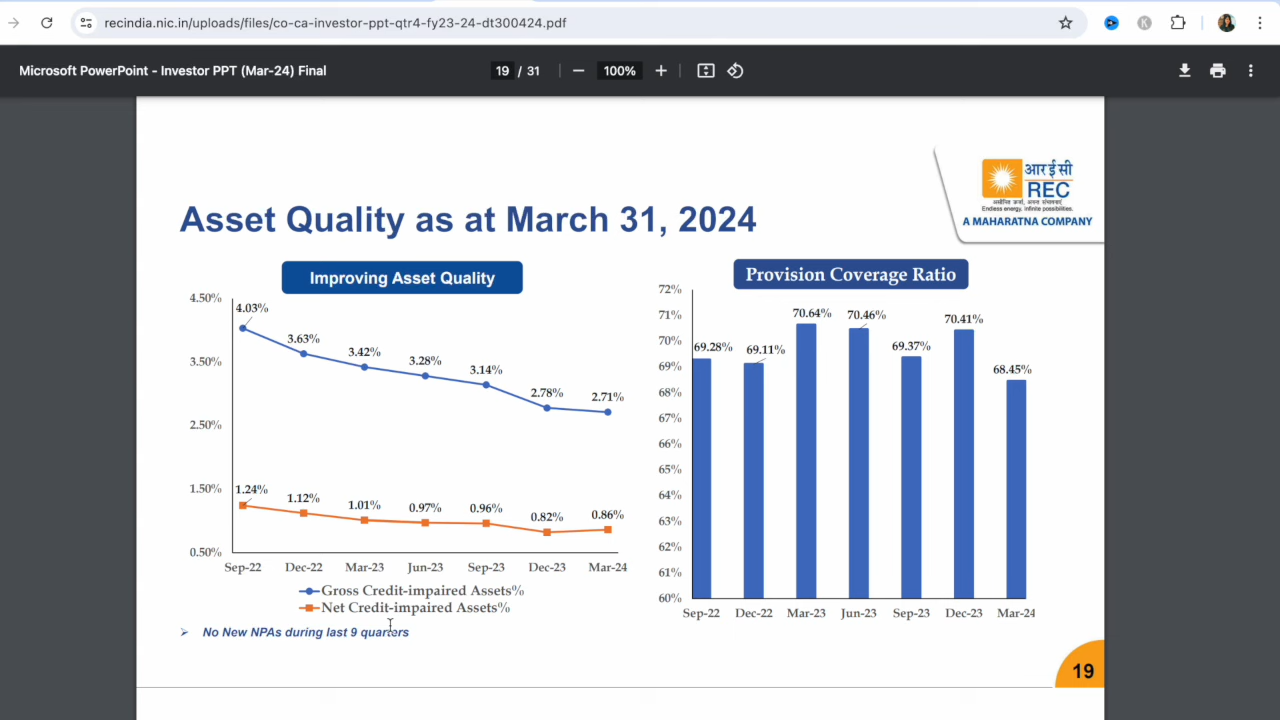 recindia.nic.in/uploads/files/co-ca-investor-ppt-qtr4-fy23-24-dt300424.pdf
K
Microsoft PowerPoint - Investor PPT (Mar-24) Final
19 / 31
100%
आर ई सी
REC
Endless energy, infinite possibilities.
A MAHARATNA COMPANY
Asset Quality as at March 31, 2024
Improving Asset Quality
4.50%
3.50%
2.50%
1.50%
0.50%
4.03%
3.63%
3.42%
3.28%
3.14%
2.78%
2.71%
1.24%
1.12%
1.01%
0.97%
0.96%
0.82%
0.86%
Sep-22 Dec-22 Mar-23 Jun-23 Sep-23 Dec-23 Mar-24
Gross Credit-impaired Assets%
Net Credit-impaired Assets%
➢ No New NPAs during last 9 quarters
Provision Coverage Ratio
72%
71%
70%
69%
68%
67%
66%
65%
64%
63%
62%
61%
60%
69.28%
69.11%
70.64%
70.46%
69.37%
70.41%
68.45%
Sep-22 Dec-22 Mar-23 Jun-23 Sep-23 Dec-23 Mar-24
19